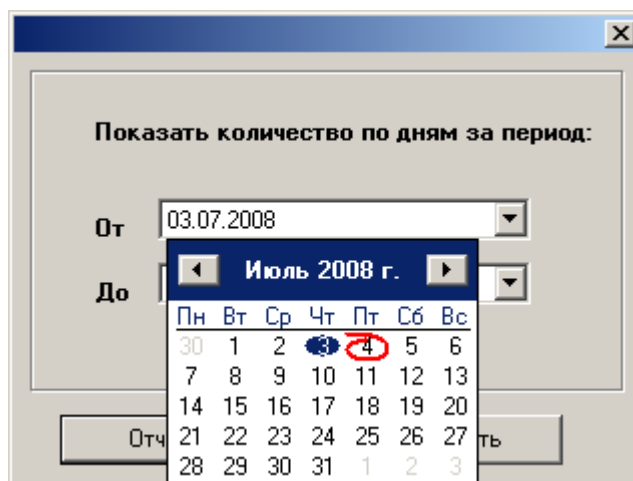 Показать количество по дням за период:
От 03.07.2008
Июль 2008 г.
До
Пн Вт Ср Чт Пт Сб Вс
30 1 2 3 4 5 6
7 8 9 10 11 12 13
14 15 16 17 18 19 20
Отч 21 22 23 24 25 26 27 ть
28 29 30 31 1 2 3